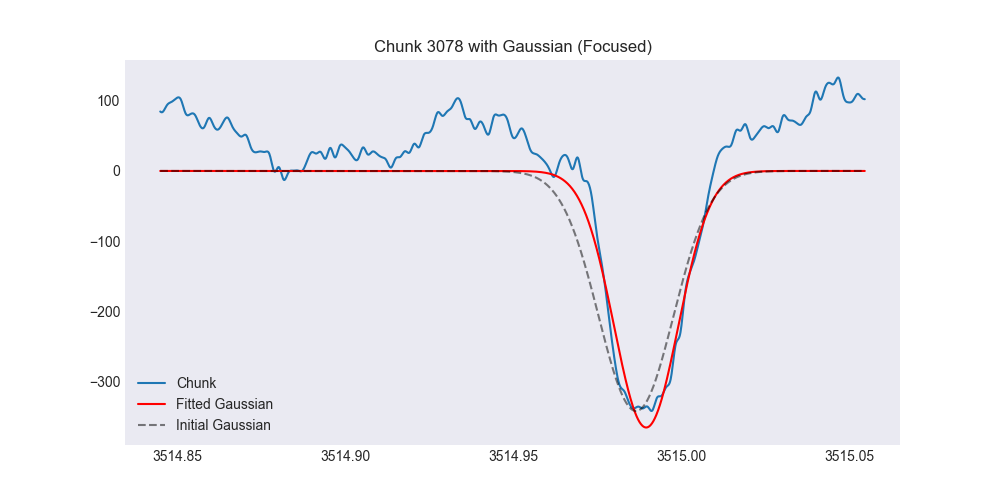 Chunk 3078 with Gaussian (Focused)
100
0
−100
−200
−300
Chunk
Fitted Gaussian
Initial Gaussian
3514.85 3514.90 3514.95 3515.00 3515.05